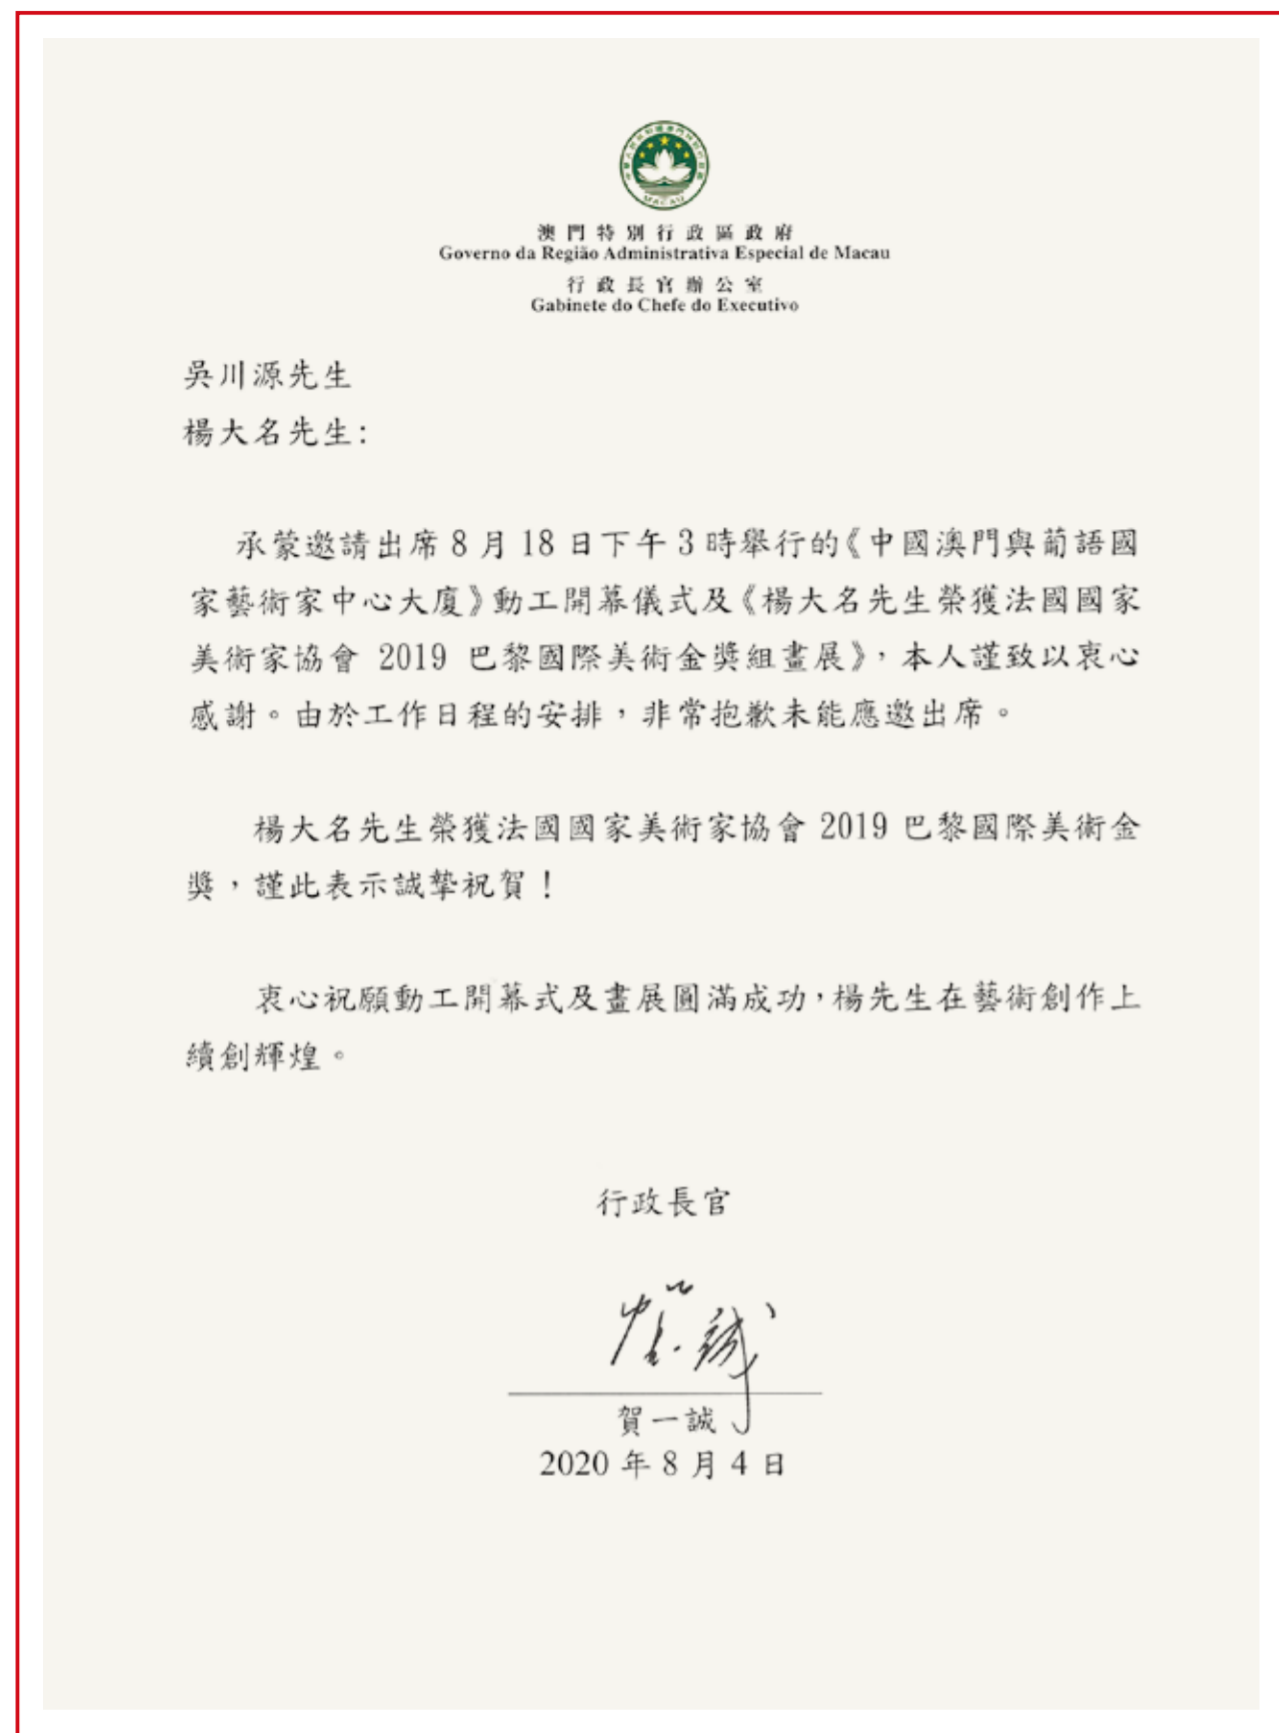 MACAU
澳門特別行政區政府
Governo da Região Administrativa Especial de Macau
行政長官辦公室
Gabinete do Chefe do Executivo
吳川源先生
楊大名先生:
承蒙邀請出席8月18日下午3時舉行的《中國澳門與葡語國
家藝術家中心大廈》動工開幕儀式及《楊大名先生榮獲法國國家
美術家協會 2019 巴黎國際美術金獎組畫展》，本人謹致以衷心
感謝。由於工作日程的安排，非常抱歉未能應邀出席。
楊大名先生榮獲法國國家美術家協會 2019 巴黎國際美術金
獎，謹此表示誠摯祝賀！
衷心祝願動工開幕式及畫展圓滿成功，楊先生在藝術創作上
續創輝煌。
行政長官
賀一誠
2020 年 8 月 4 日